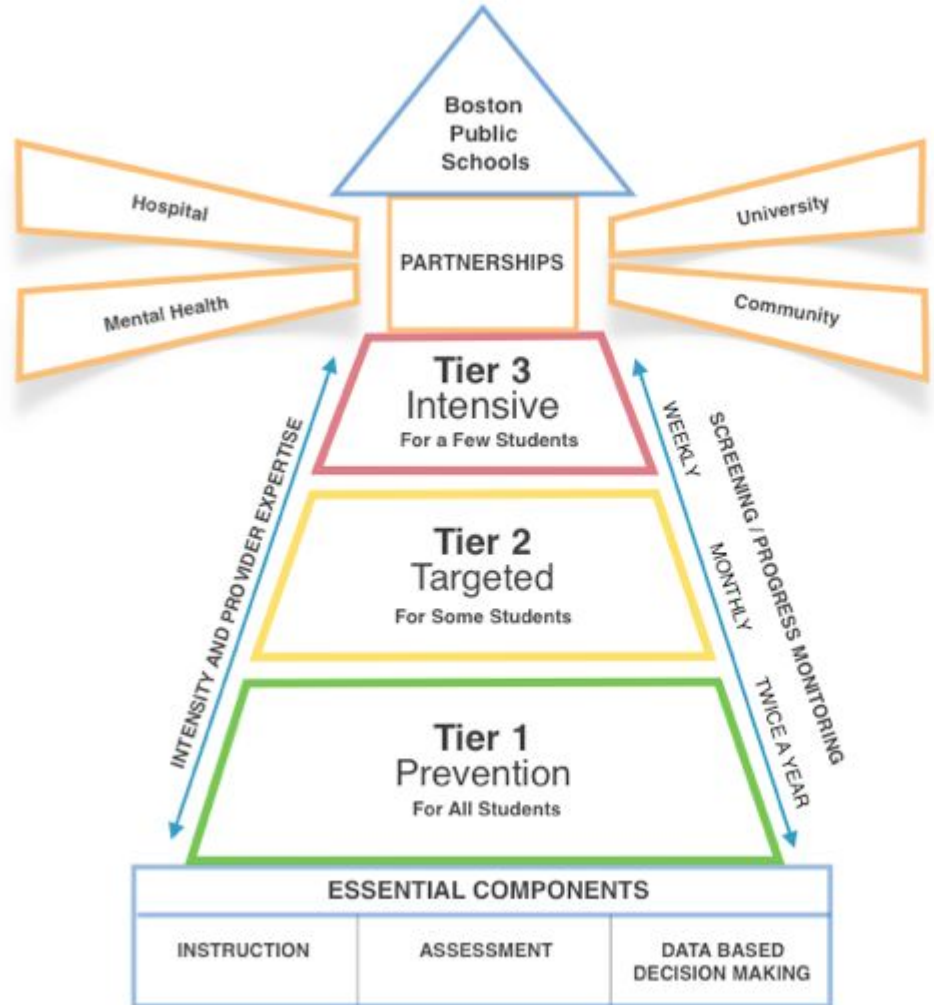 Boston
Public
Schools
Hospital
University
PARTNERSHIPS
Mental Health
Community
Tier 3
Intensive
For a Few Students
Tier 2
Targeted
For Some Students
Tier 1
Prevention
For All Students
INTENSITY AND PROVIDER EXPERTISE
WEEKLY
MONTHLY
TWICE A YEAR
SCREENING / PROGRESS MONITORING
ESSENTIAL COMPONENTS
INSTRUCTION
ASSESSMENT
DATA BASED
DECISION MAKING